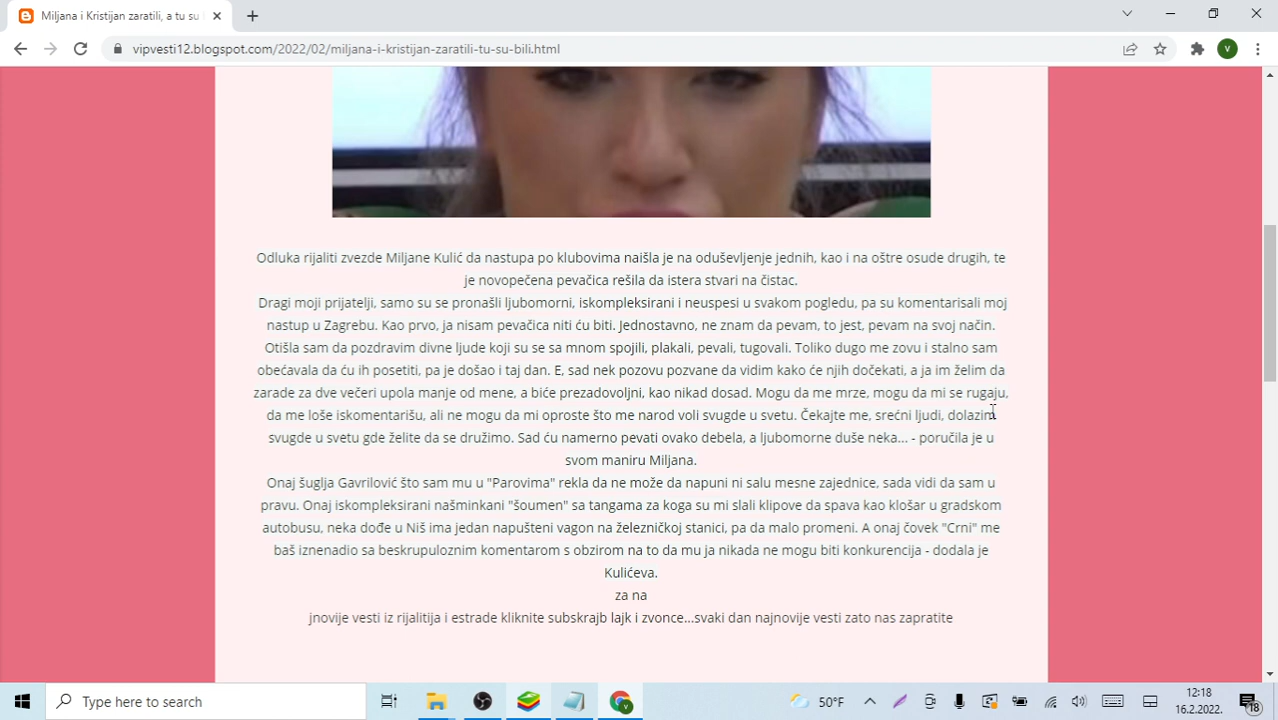 Miljana i Kristijan zaratili, a tu su
vipvesti12.blogspot.com/2022/02/miljana-i-kristijan-zaratili-tu-su-bili.html
V
Odluka rijaliti zvezde Miljane Kulić da nastupa po klubovima naišla je na oduševljenje jednih, kao i na oštre osude drugih, te
je novopečena pevačica rešila da istera stvari na čistac.
Dragi moji prijatelji, samo su se pronašli ljubomorni, iskompleksirani i neuspesi u svakom pogledu, pa su komentarisali moj
nastup u Zagrebu. Kao prvo, ja nisam pevačica niti ću biti. Jednostavno, ne znam da pevam, to jest, pevam na svoj način.
Otišla sam da pozdravim divne ljude koji su se sa mnom spojili, plakali, pevali, tugovali. Toliko dugo me zovu i stalno sam
obećavala da ću ih posetiti, pa je došao i taj dan. E, sad nek pozovu pozvane da vidim kako će njih dočekati, a ja im želim da
zarade za dve večeri upola manje od mene, a biće prezadovoljni, kao nikad dosad. Mogu da me mrze, mogu da mi se rugaju,
da me loše iskomentarišu, ali ne mogu da mi oproste što me narod voli svugde u svetu. Čekajte me, srećni ljudi, dolazim
svugde u svetu gde želite da se družimo. Sad ću namerno pevati ovako debela, a ljubomorne duše neka... - poručila je u
svom maniru Miljana.
Onaj šuglja Gavrilović što sam mu u "Parovima" rekla da ne može da napuni ni salu mesne zajednice, sada vidi da sam u
pravu. Onaj iskompleksirani našminkani "šoumen" sa tangama za koga su mi slali klipove da spava kao klošar u gradskom
autobusu, neka dođe u Niš ima jedan napušteni vagon na železničkoj stanici, pa da malo promeni. A onaj čovek "Crni" me
baš iznenadio sa beskrupuloznim komentarom s obzirom na to da mu ja nikada ne mogu biti konkurencija - dodala je
Kulićeva.
za na
jnovije vesti iz rijalitija i estrade kliknite subskrajb lajk i zvonce...svaki dan najnovije vesti zato nas zapratite
Type here to search
V
50°F
12:18
16.2.2022.
18